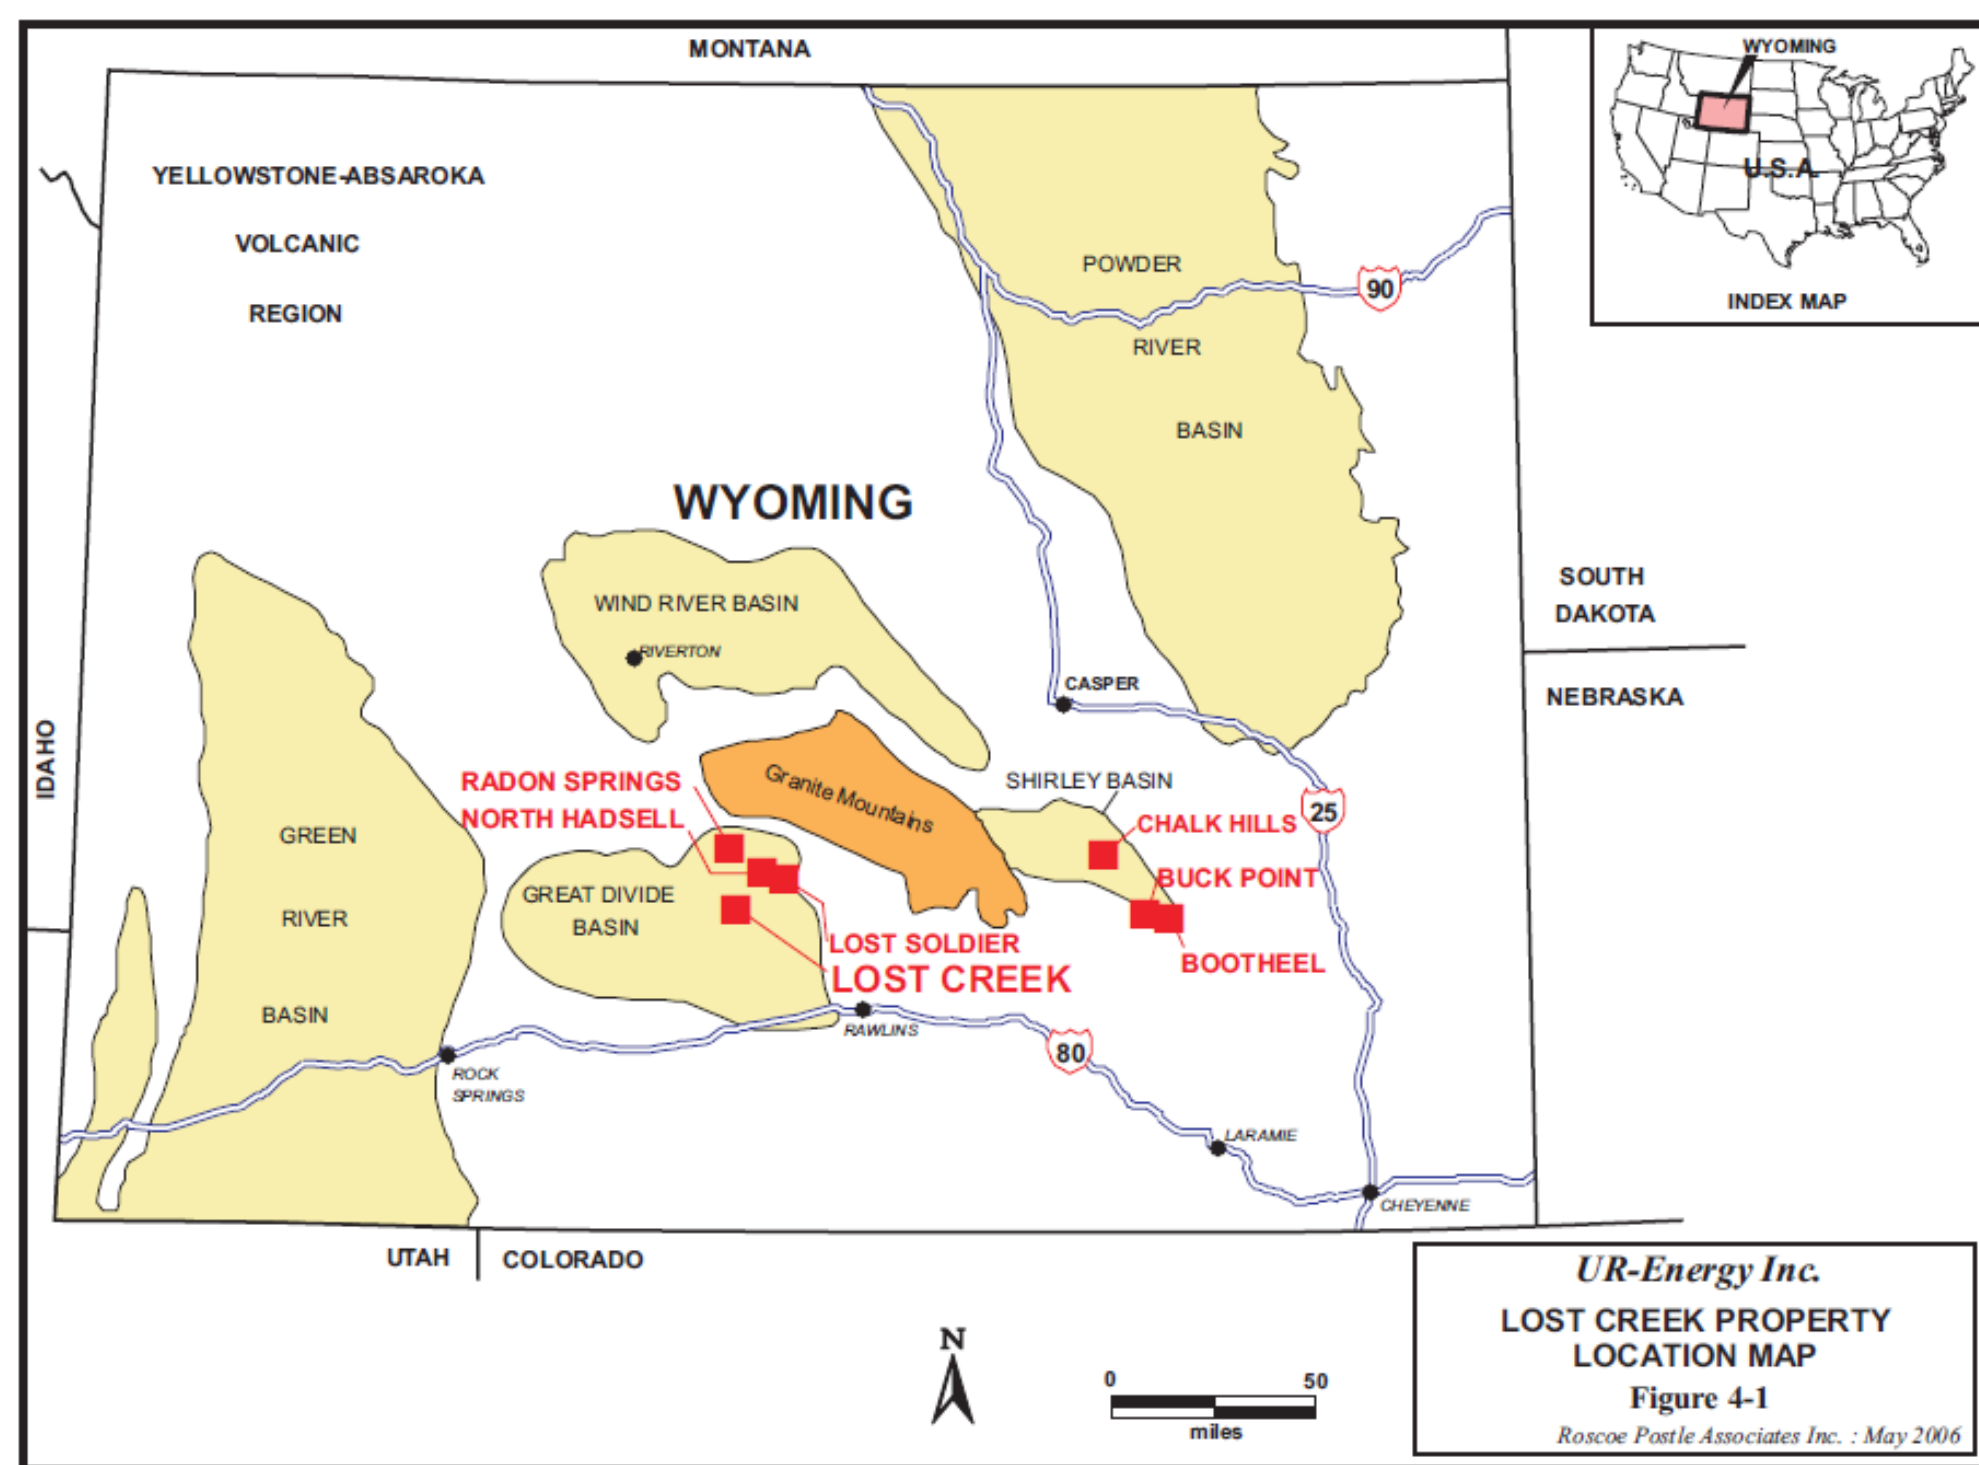 MONTANA
WYOMING
U.S.A.
INDEX MAP
YELLOWSTONE-ABSAROKA
VOLCANIC
REGION
POWDER
90
RIVER
BASIN
WYOMING
SOUTH
DAKOTA
NEBRASKA
WIND RIVER BASIN
RIVERTON
CASPER
IDAHO
RADON SPRINGS
NORTH HADSELL
Granite Mountains
SHIRLEY BASIN
CHALK HILLS
25
BUCK POINT
BOOTHEEL
GREEN
RIVER
BASIN
GREAT DIVIDE
BASIN
LOST SOLDIER
LOST CREEK
RAWLINS
80
ROCK
SPRINGS
LARAMIE
CHEYENNE
UTAH
COLORADO
N
0
50
miles
UR-Energy Inc.
LOST CREEK PROPERTY
LOCATION MAP
Figure 4-1
Roscoe Postle Associates Inc. : May 2006